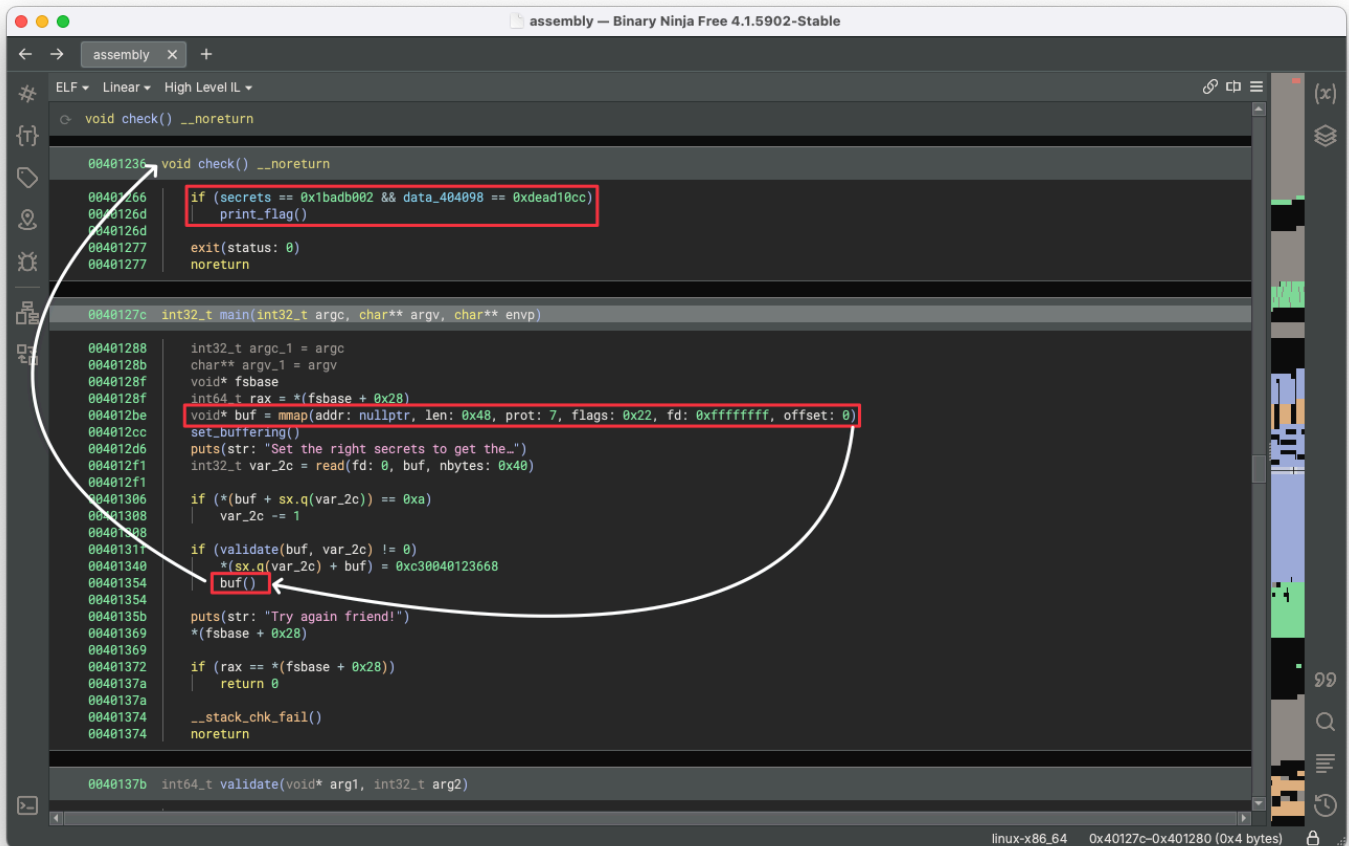 assembly — Binary Ninja Free 4.1.5902-Stable
assembly
ELF Linear High Level IL
void check() __noreturn
00401236 void check() __noreturn
00401266 if (secrets == 0x1badb002 && data_404098 == 0xdead10cc)
0040126d print_flag()
0040126d
00401277 exit(status: 0)
00401277 noreturn
0040127c int32_t main(int32_t argc, char** argv, char** envp)
00401288 int32_t argc_1 = argc
0040128b char** argv_1 = argv
0040128f void* fsbase
0040128f int64_t rax = *(fsbase + 0x28)
004012be void* buf = mmap(addr: nullptr, len: 0x48, prot: 7, flags: 0x22, fd: 0xffffffff, offset: 0)
004012cc set_buffering()
004012d6 puts(str: "Set the right secrets to get the…")
004012f1 int32_t var_2c = read(fd: 0, buf, nbytes: 0x40)
004012f1
00401306 if (*(buf + sx.q(var_2c)) == 0xa)
00401308 var_2c -= 1
00401308
0040131f if (validate(buf, var_2c) != 0)
00401340 *(sx.q(var_2c) + buf) = 0xc30040123668
00401354 buf()
00401354
0040135b puts(str: "Try again friend!")
00401369 *(fsbase + 0x28)
00401369
00401372 if (rax == *(fsbase + 0x28))
0040137a return 0
0040137a
00401374 __stack_chk_fail()
00401374 noreturn
0040137b int64_t validate(void* arg1, int32_t arg2)
linux-x86_64 0x40127c–0x401280 (0x4 bytes)